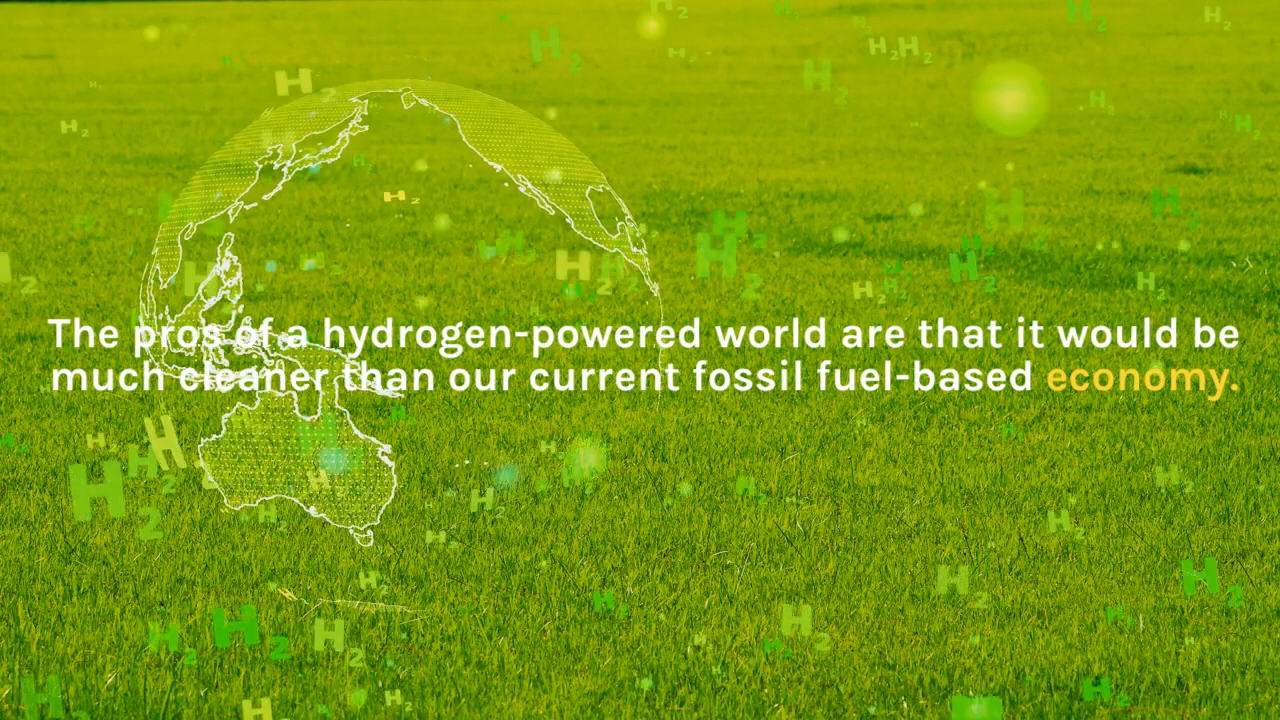 The pros of a hydrogen-powered world are that it would be
much cleaner than our current fossil fuel-based economy.
H₂